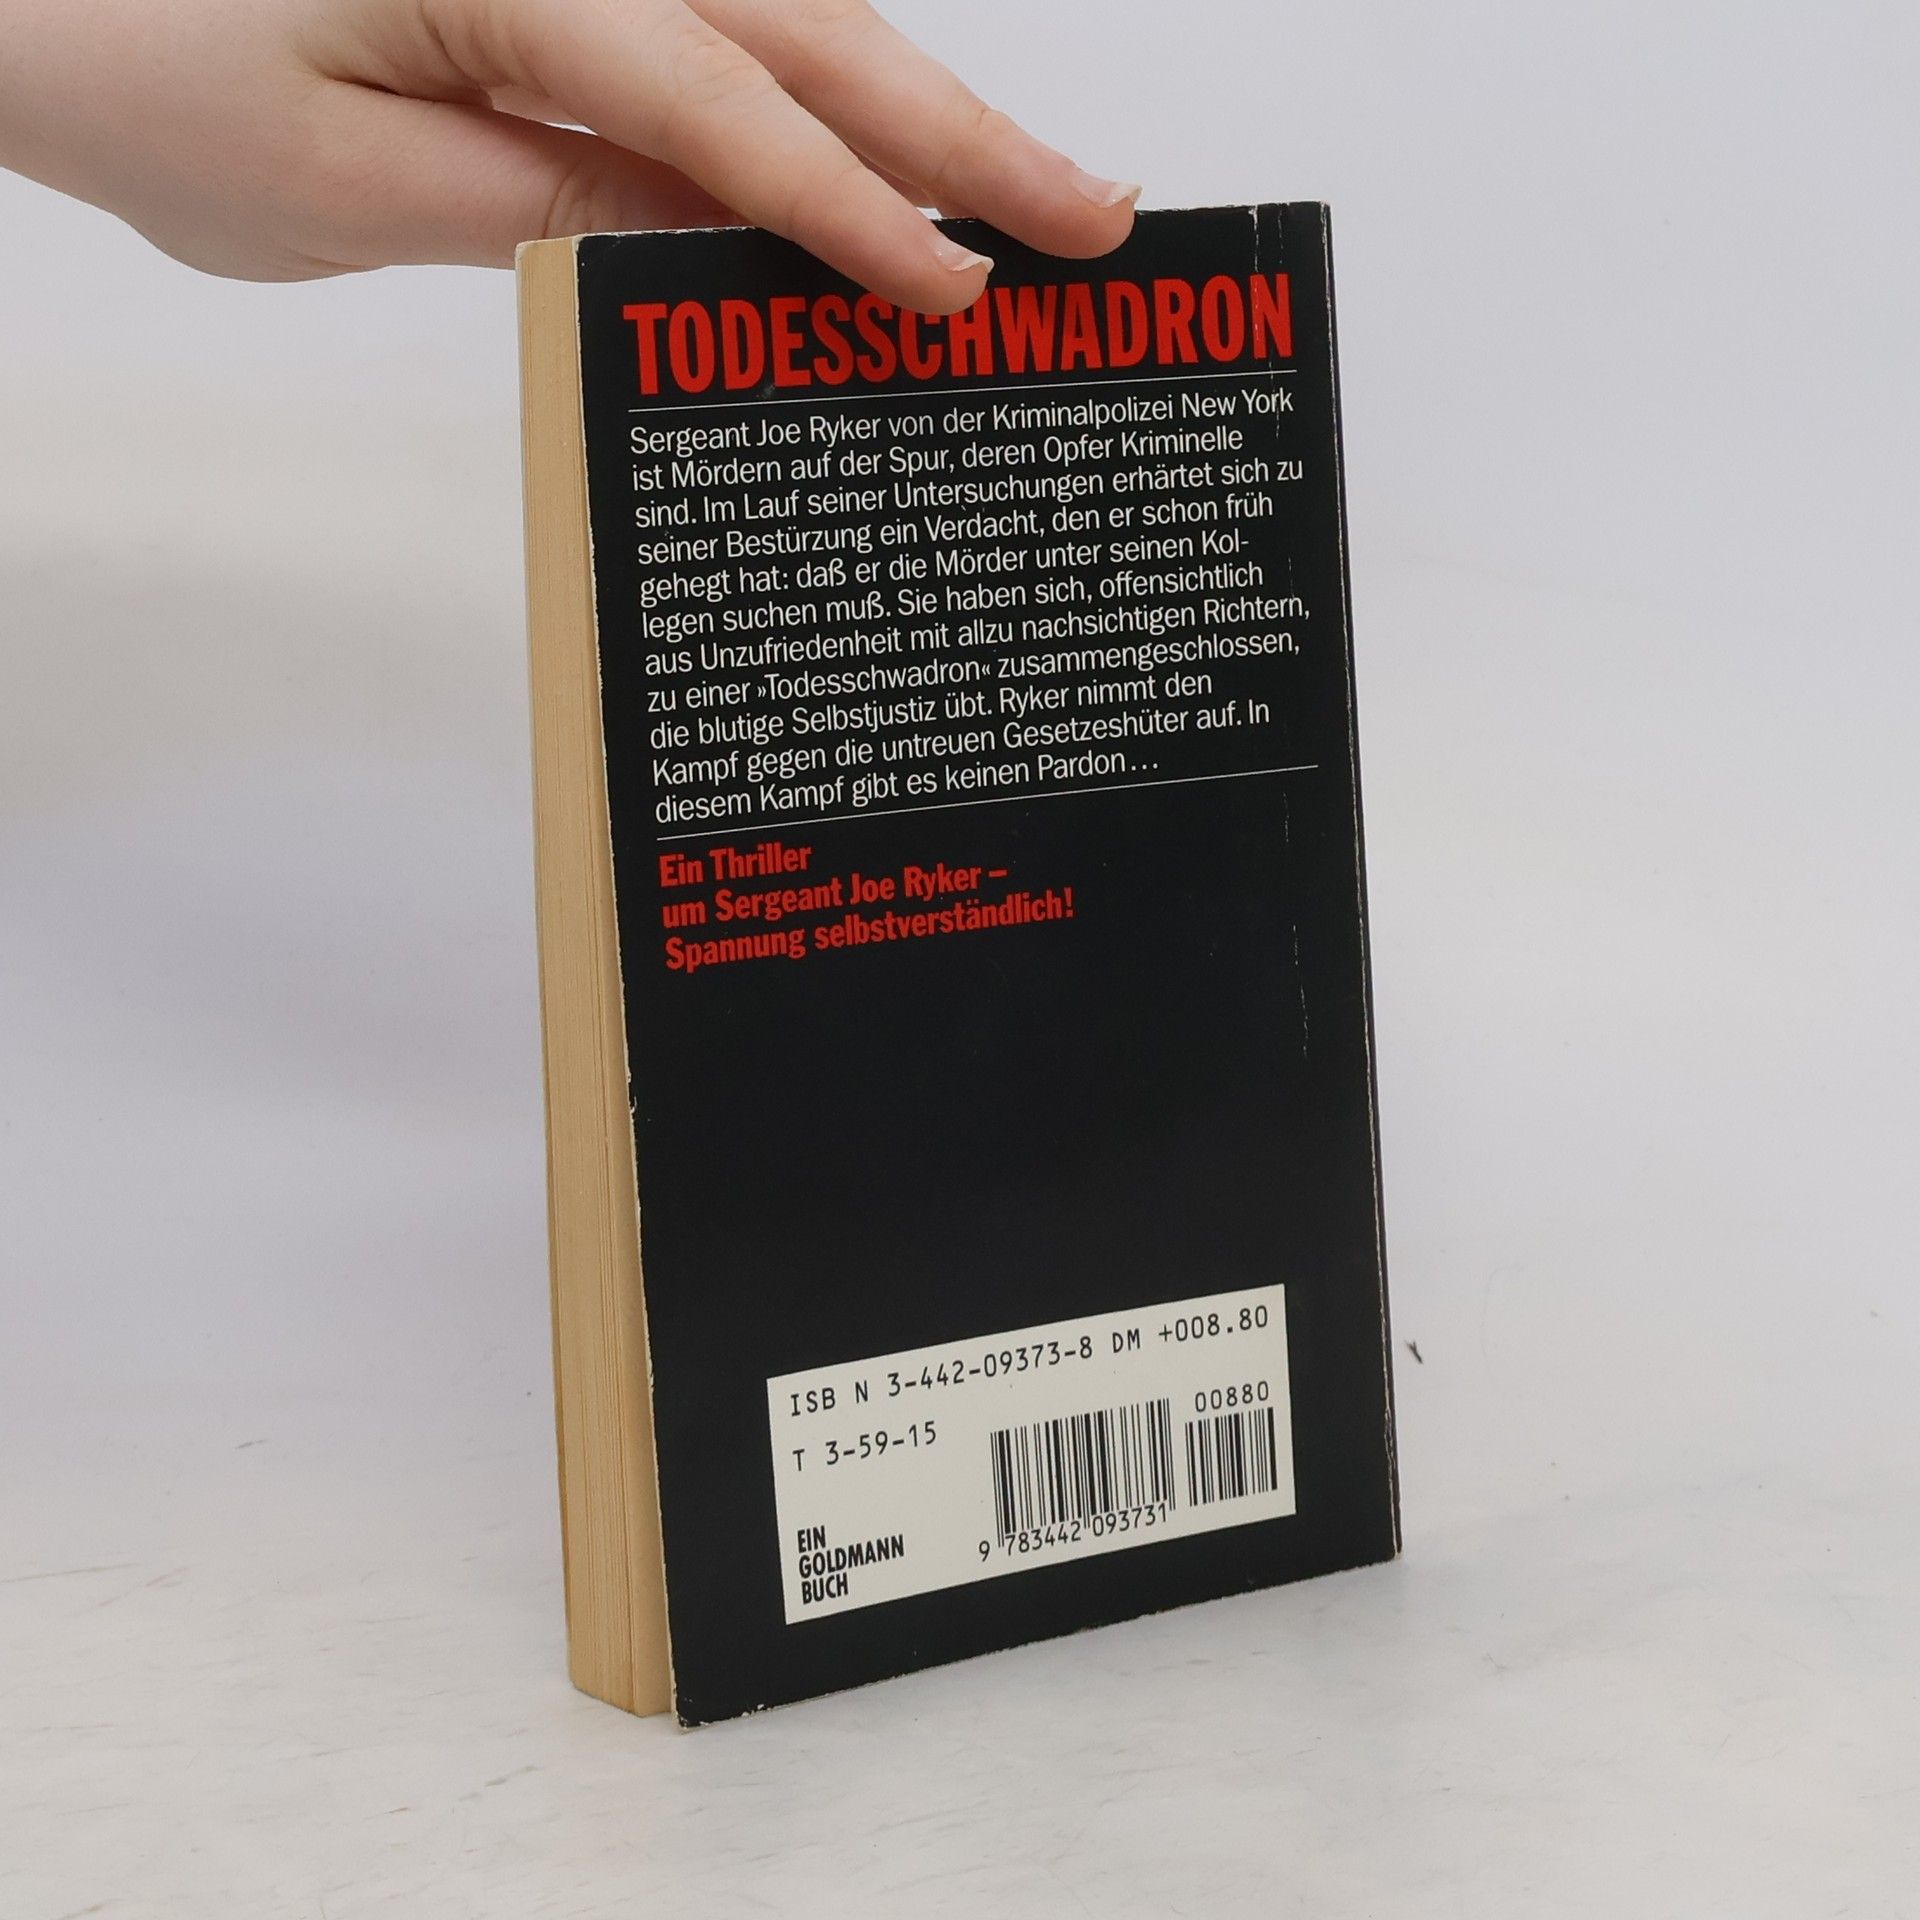 TODESSCHWADRON
Sergeant Joe Ryker von der Kriminalpolizei New York
ist Mördern auf der Spur, deren Opfer Kriminelle
sind. Im Lauf seiner Untersuchungen erhärtet sich zu
seiner Bestürzung ein Verdacht, den er schon früh
gehegt hat: daß er die Mörder unter seinen Kol-
legen suchen muß. Sie haben sich, offensichtlich
aus Unzufriedenheit mit allzu nachsichtigen Richtern,
zu einer »Todesschwadron« zusammengeschlossen,
die blutige Selbstjustiz übt. Ryker nimmt den
Kampf gegen die untreuen Gesetzeshüter auf. In
diesem Kampf gibt es keinen Pardon...
Ein Thriller
um Sergeant Joe Ryker –
Spannung selbstverständlich!
ISB N 3-442-09373-8 DM +008.80
T 3-59-15
00880
9 783442 093731
EIN
GOLDMANN
BUCH